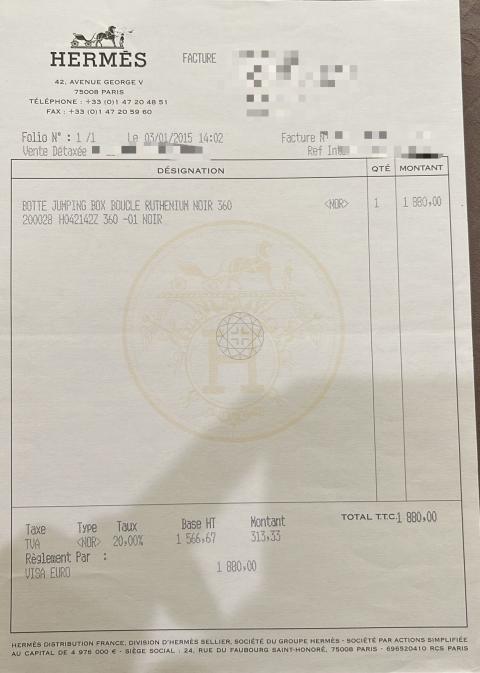 HERMÈS
42, AVENUE GEORGE V
75008 PARIS
TÉLÉPHONE : +33 (0)1 47 20 48 51
FAX : +33 (0)1 47 20 59 60
FACTURE
Folio N° : 1 /1 Le 03/01/2015 14:02 Facture N°
Vente Détaxée Ref
DÉSIGNATION QTÉ MONTANT
BOTTE JUMPING BOX BOUCLE RUTHENIUM NOIR 360 <NOR> 1 1 880,00
200028 H042142Z 360 -01 NOIR
H
TOTAL T.T.C. 1 880,00
Taxe Type Taux Base HT Montant
TVA <NOR> 20,00% 1 566,67 313,33
Règlement Par :
VISA EURO 1 880,00
HERMÈS DISTRIBUTION FRANCE, DIVISION D'HERMÈS SELLIER, SOCIÉTÉ DU GROUPE HERMÈS - SOCIÉTÉ PAR ACTIONS SIMPLIFIÉE
AU CAPITAL DE 4 976 000 € - SIÈGE SOCIAL : 24, RUE DU FAUBOURG SAINT-HONORÉ, 75008 PARIS - 696520410 RCS PARIS